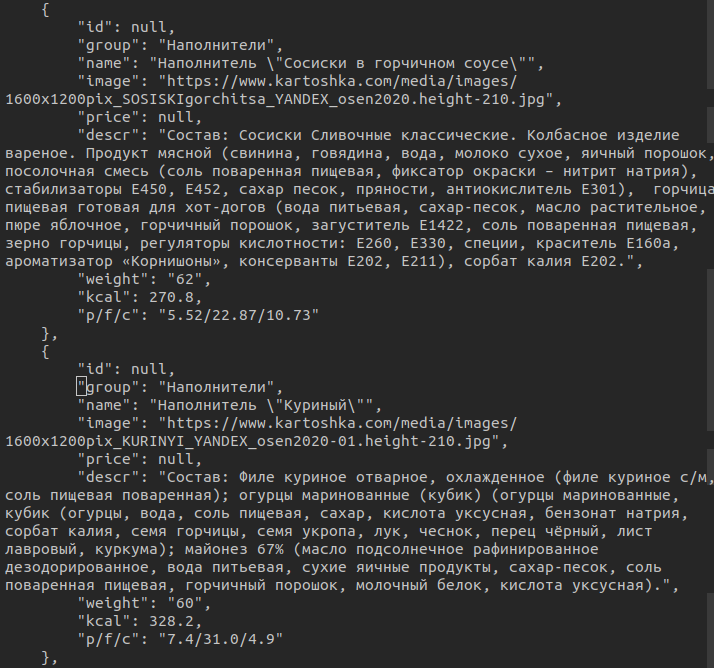 {
"id": null,
"group": "Наполнители",
"name": "Наполнитель \"Сосиски в горчичном соусе\"",
"image": "https://www.kartoshka.com/media/images/
1600x1200pix_SOSISKIgorchitsa_YANDEX_osen2020.height-210.jpg",
"price": null,
"descr": "Состав: Сосиски Сливочные классические. Колбасное изделие
вареное. Продукт мясной (свинина, говядина, вода, молоко сухое, яичный порошок,
посолочная смесь (соль поваренная пищевая, фиксатор окраски – нитрит натрия),
стабилизаторы Е450, Е452, сахар песок, пряности, антиокислитель Е301),  горчица
пищевая готовая для хот-догов (вода питьевая, сахар-песок, масло растительное,
пюре яблочное, горчичный порошок, загуститель Е1422, соль поваренная пищевая,
зерно горчицы, регуляторы кислотности: Е260, Е330, специи, краситель Е160а,
ароматизатор «Корнишоны», консерванты Е202, Е211), сорбат калия Е202.",
"weight": "62",
"kcal": 270.8,
"p/f/c": "5.52/22.87/10.73"
},
{
"id": null,
"group": "Наполнители",
"name": "Наполнитель \"Куриный\"",
"image": "https://www.kartoshka.com/media/images/
1600x1200pix_KURINYI_YANDEX_osen2020-01.height-210.jpg",
"price": null,
"descr": "Состав: Филе куриное отварное, охлажденное (филе куриное с/м,
соль пищевая поваренная); огурцы маринованные (кубик) (огурцы маринованные,
кубик (огурцы, вода, соль пищевая, сахар, кислота уксусная, бензонат натрия,
сорбат калия, семя горчицы, семя укропа, лук, чеснок, перец чёрный, лист
лавровый, куркума); майонез 67% (масло подсолнечное рафинированное
дезодорированное, вода питьевая, сухие яичные продукты, сахар-песок, соль
поваренная пищевая, горчичный порошок, молочный белок, кислота уксусная).",
"weight": "60",
"kcal": 328.2,
"p/f/c": "7.4/31.0/4.9"
},